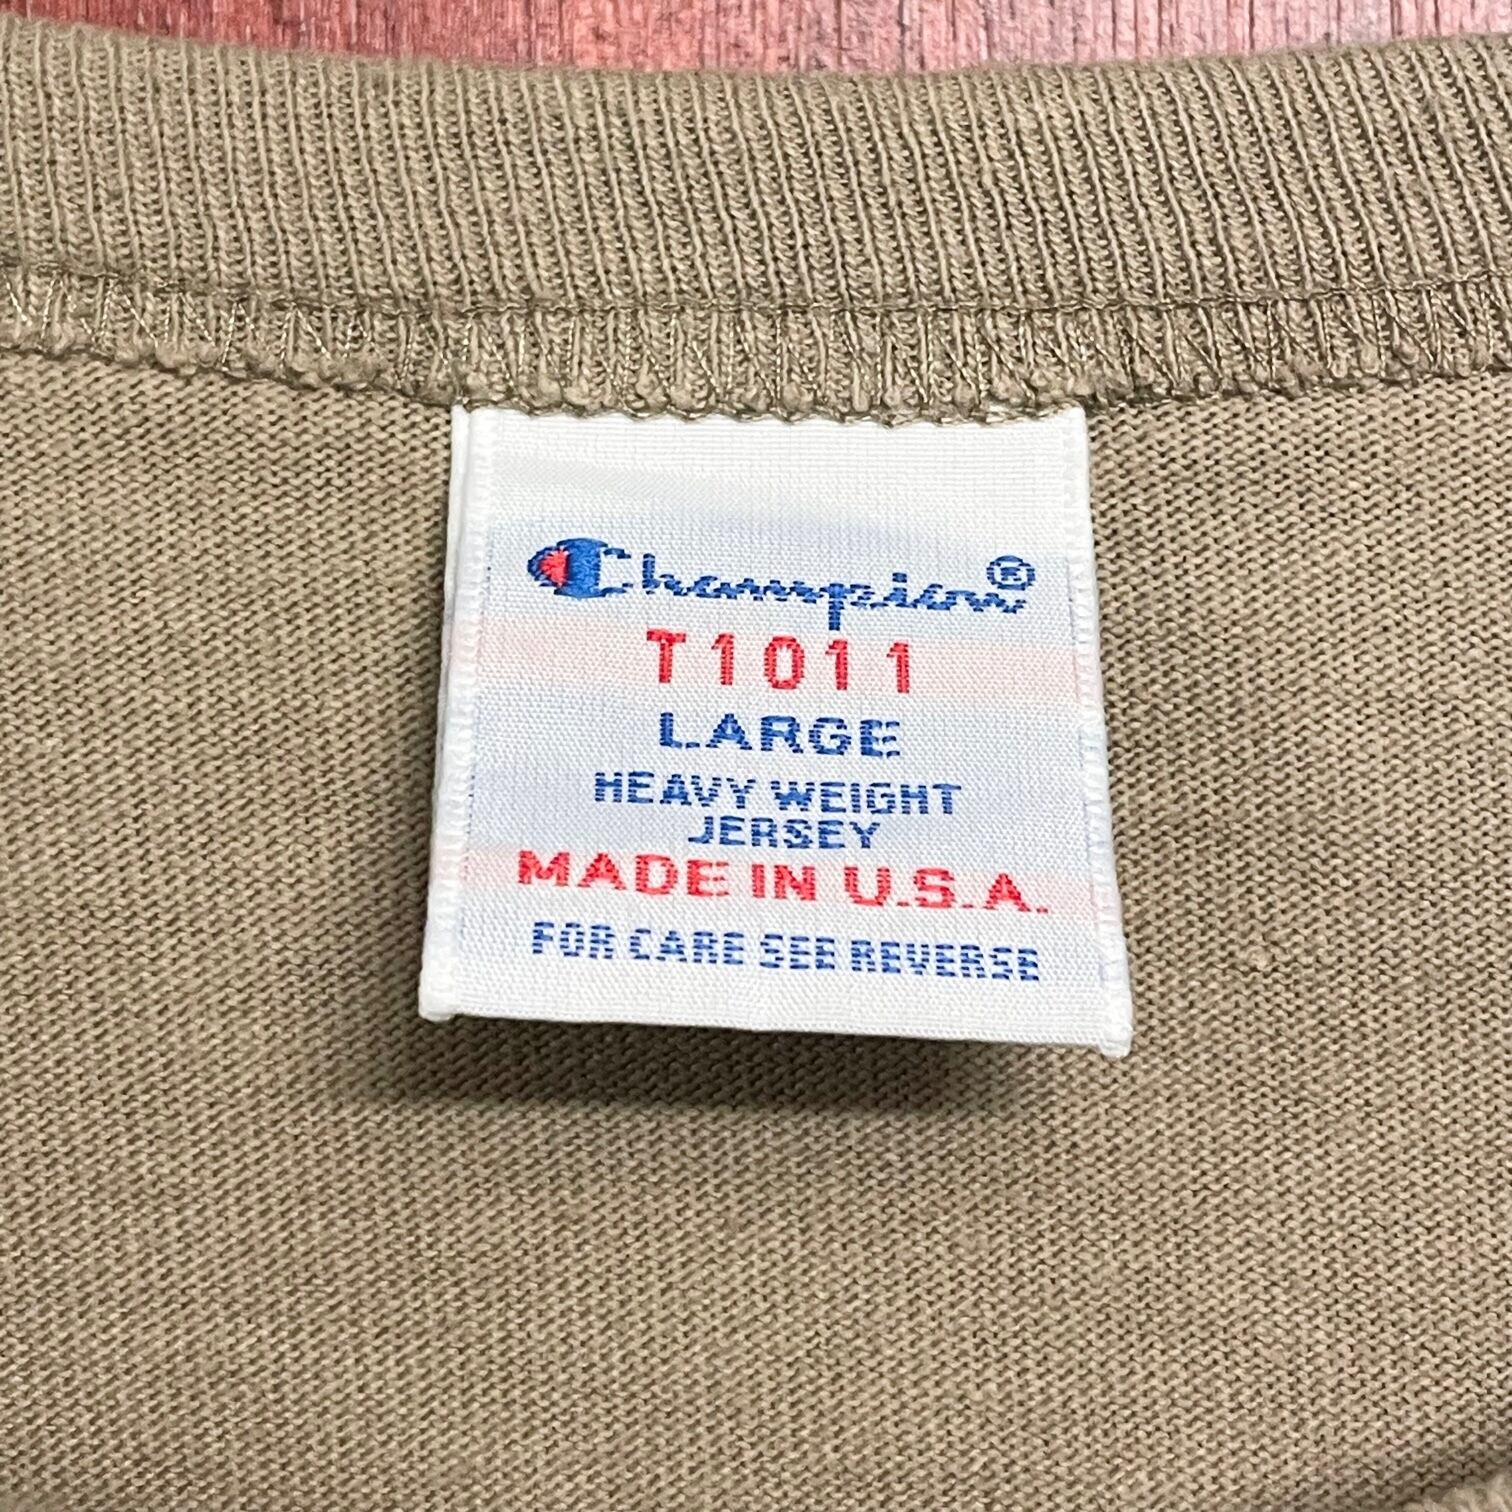 Champion®
T1011
LARGE
HEAVY WEIGHT
JERSEY
MADE IN U.S.A.
FOR CARE SEE REVERSE